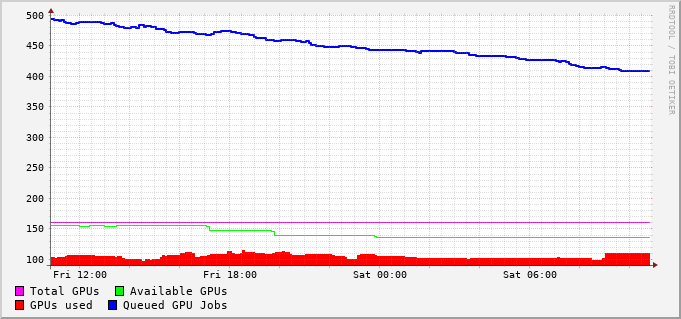 500
450
400
350
300
250
200
150
100
Fri 12:00 Fri 18:00 Sat 00:00 Sat 06:00
Total GPUs Available GPUs
GPUs used Queued GPU Jobs
RRDTOOL / TOBI OETIKER